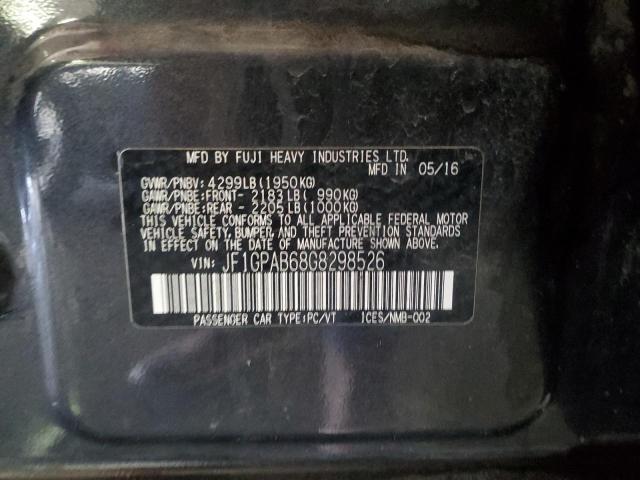 MFD BY FUJI HEAVY INDUSTRIES LTD.
MFD IN 05/16
GVWR/PNBV: 4299LB(1950KG)
GAWR/PNBE:FRONT- 2183LB( 990KG)
GAWR/PNBE:REAR - 2205LB(1000KG)
THIS VEHICLE CONFORMS TO ALL APPLICABLE FEDERAL MOTOR
VEHICLE SAFETY, BUMPER, AND THEFT PREVENTION STANDARDS
IN EFFECT ON THE DATE OF MANUFACTURE SHOWN ABOVE.
VIN: JF1GPAB68G8298526
PASSENGER CAR TYPE:PC/VT ICES/NMB-002